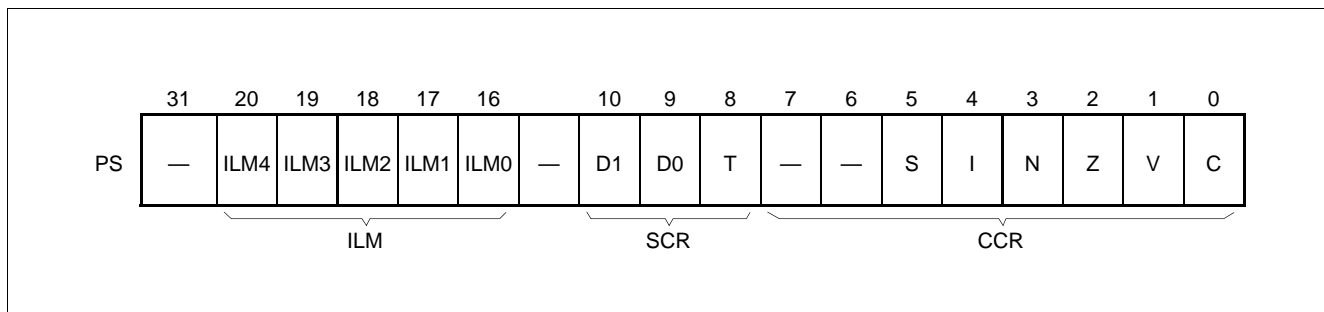 31 20 19 18 17 16 10 9 8 7 6 5 4 3 2 1 0
PS — ILM4 ILM3 ILM2 ILM1 ILM0 — D1 D0 T — — S I N Z V C
ILM SCR CCR